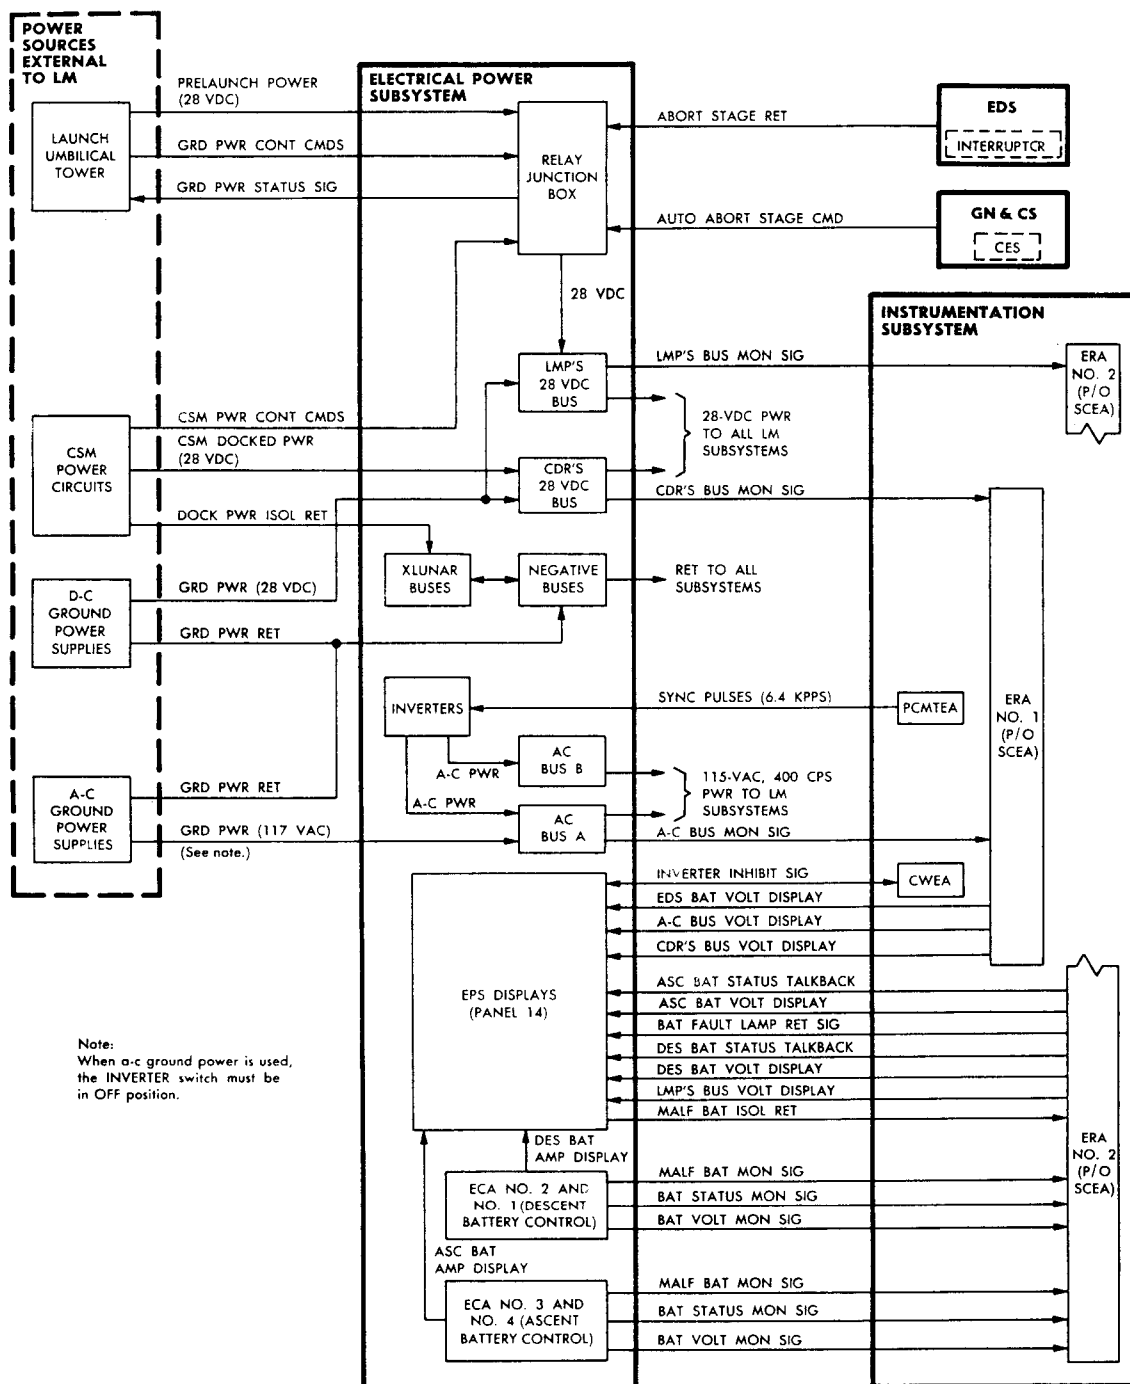 POWER
SOURCES
EXTERNAL
TO LM
LAUNCH
UMBILICAL
TOWER
PRELAUNCH POWER
(28 VDC)
GRD PWR CONT CMDS
GRD PWR STATUS SIG
ELECTRICAL POWER
SUBSYSTEM
RELAY
JUNCTION
BOX
ABORT STAGE RET
EDS
INTERRUPTCR
AUTO ABORT STAGE CMD
GN & CS
CES
28 VDC
INSTRUMENTATION
SUBSYSTEM
LMP'S
28 VDC
BUS
LMP'S BUS MON SIG
ERA
NO. 2
(P/O
SCEA)
28-VDC PWR
TO ALL LM
SUBSYSTEMS
CSM
POWER
CIRCUITS
CSM PWR CONT CMDS
CSM DOCKED PWR
(28 VDC)
CDR'S
28 VDC
BUS
CDR'S BUS MON SIG
DOCK PWR ISOL RET
XLUNAR
BUSES
NEGATIVE
BUSES
RET TO ALL
SUBSYSTEMS
D-C
GROUND
POWER
SUPPLIES
GRD PWR (28 VDC)
GRD PWR RET
INVERTERS
SYNC PULSES (6.4 KPPS)
PCMTEA
ERA
NO. 1
(P/O
SCEA)
A-C PWR
AC
BUS B
115-VAC, 400 CPS
PWR TO LM
SUBSYSTEMS
A-C PWR
AC
BUS A
A-C BUS MON SIG
A-C
GROUND
POWER
SUPPLIES
GRD PWR RET
GRD PWR (117 VAC)
(See note.)
INVERTER INHIBIT SIG
CWEA
EDS BAT VOLT DISPLAY
A-C BUS VOLT DISPLAY
CDR'S BUS VOLT DISPLAY
EPS DISPLAYS
(PANEL 14)
ASC BAT STATUS TALKBACK
ASC BAT VOLT DISPLAY
BAT FAULT LAMP RET SIG
DES BAT STATUS TALKBACK
DES BAT VOLT DISPLAY
LMP'S BUS VOLT DISPLAY
MALF BAT ISOL RET
Note:
When a-c ground power is used,
the INVERTER switch must be
in OFF position.
DES BAT
AMP DISPLAY
ERA
NO. 2
(P/O
SCEA)
ECA NO. 2 AND
NO. 1 (DESCENT
BATTERY CONTROL)
MALF BAT MON SIG
BAT STATUS MON SIG
BAT VOLT MON SIG
ASC BAT
AMP DISPLAY
ECA NO. 3 AND
NO. 4 (ASCENT
BATTERY CONTROL)
MALF BAT MON SIG
BAT STATUS MON SIG
BAT VOLT MON SIG